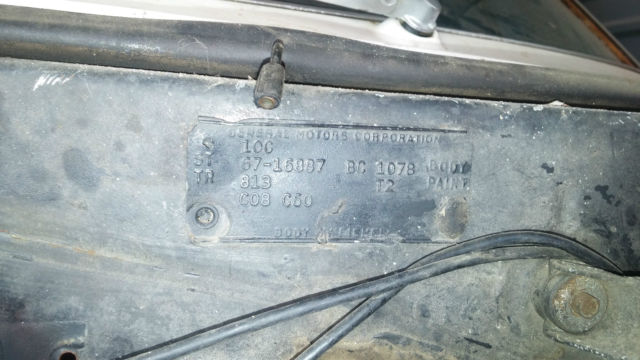 GENERAL MOTORS CORPORATION
S 10C
ST 67-16887 BC 1078 BODY
TR 813 T2 PAINT
C08 C60
BODY